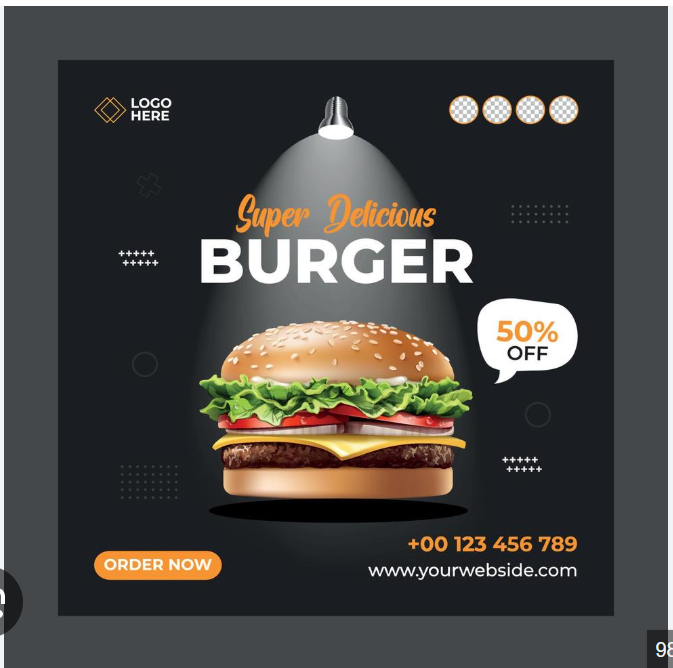 LOGO
HERE
Super Delicious
BURGER
50%
OFF
+00 123 456 789
ORDER NOW
www.yourwebside.com